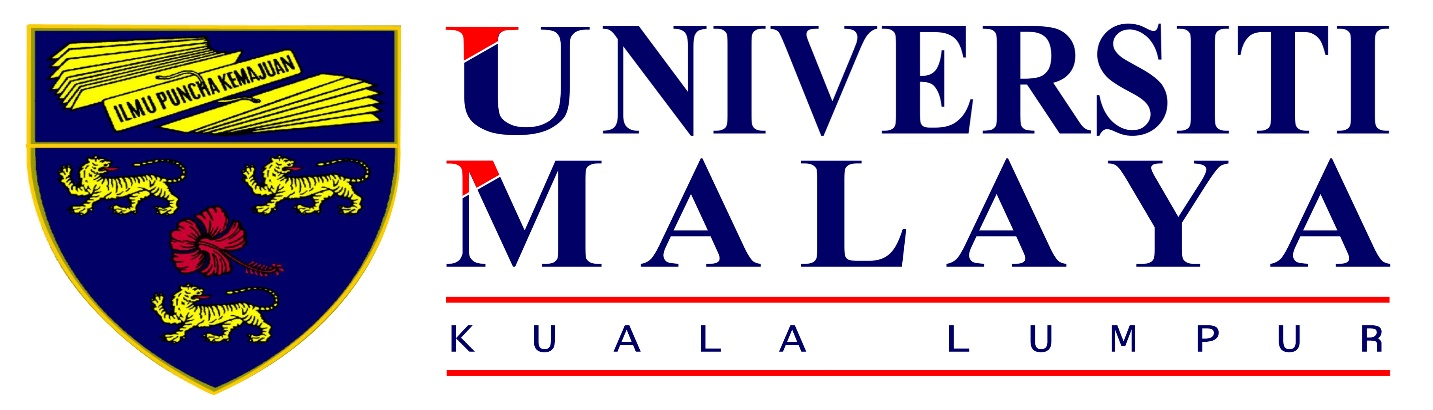 ILMU PUNCHA KEMAJUAN
UNIVERSITI
MALAYA
KUALA LUMPUR